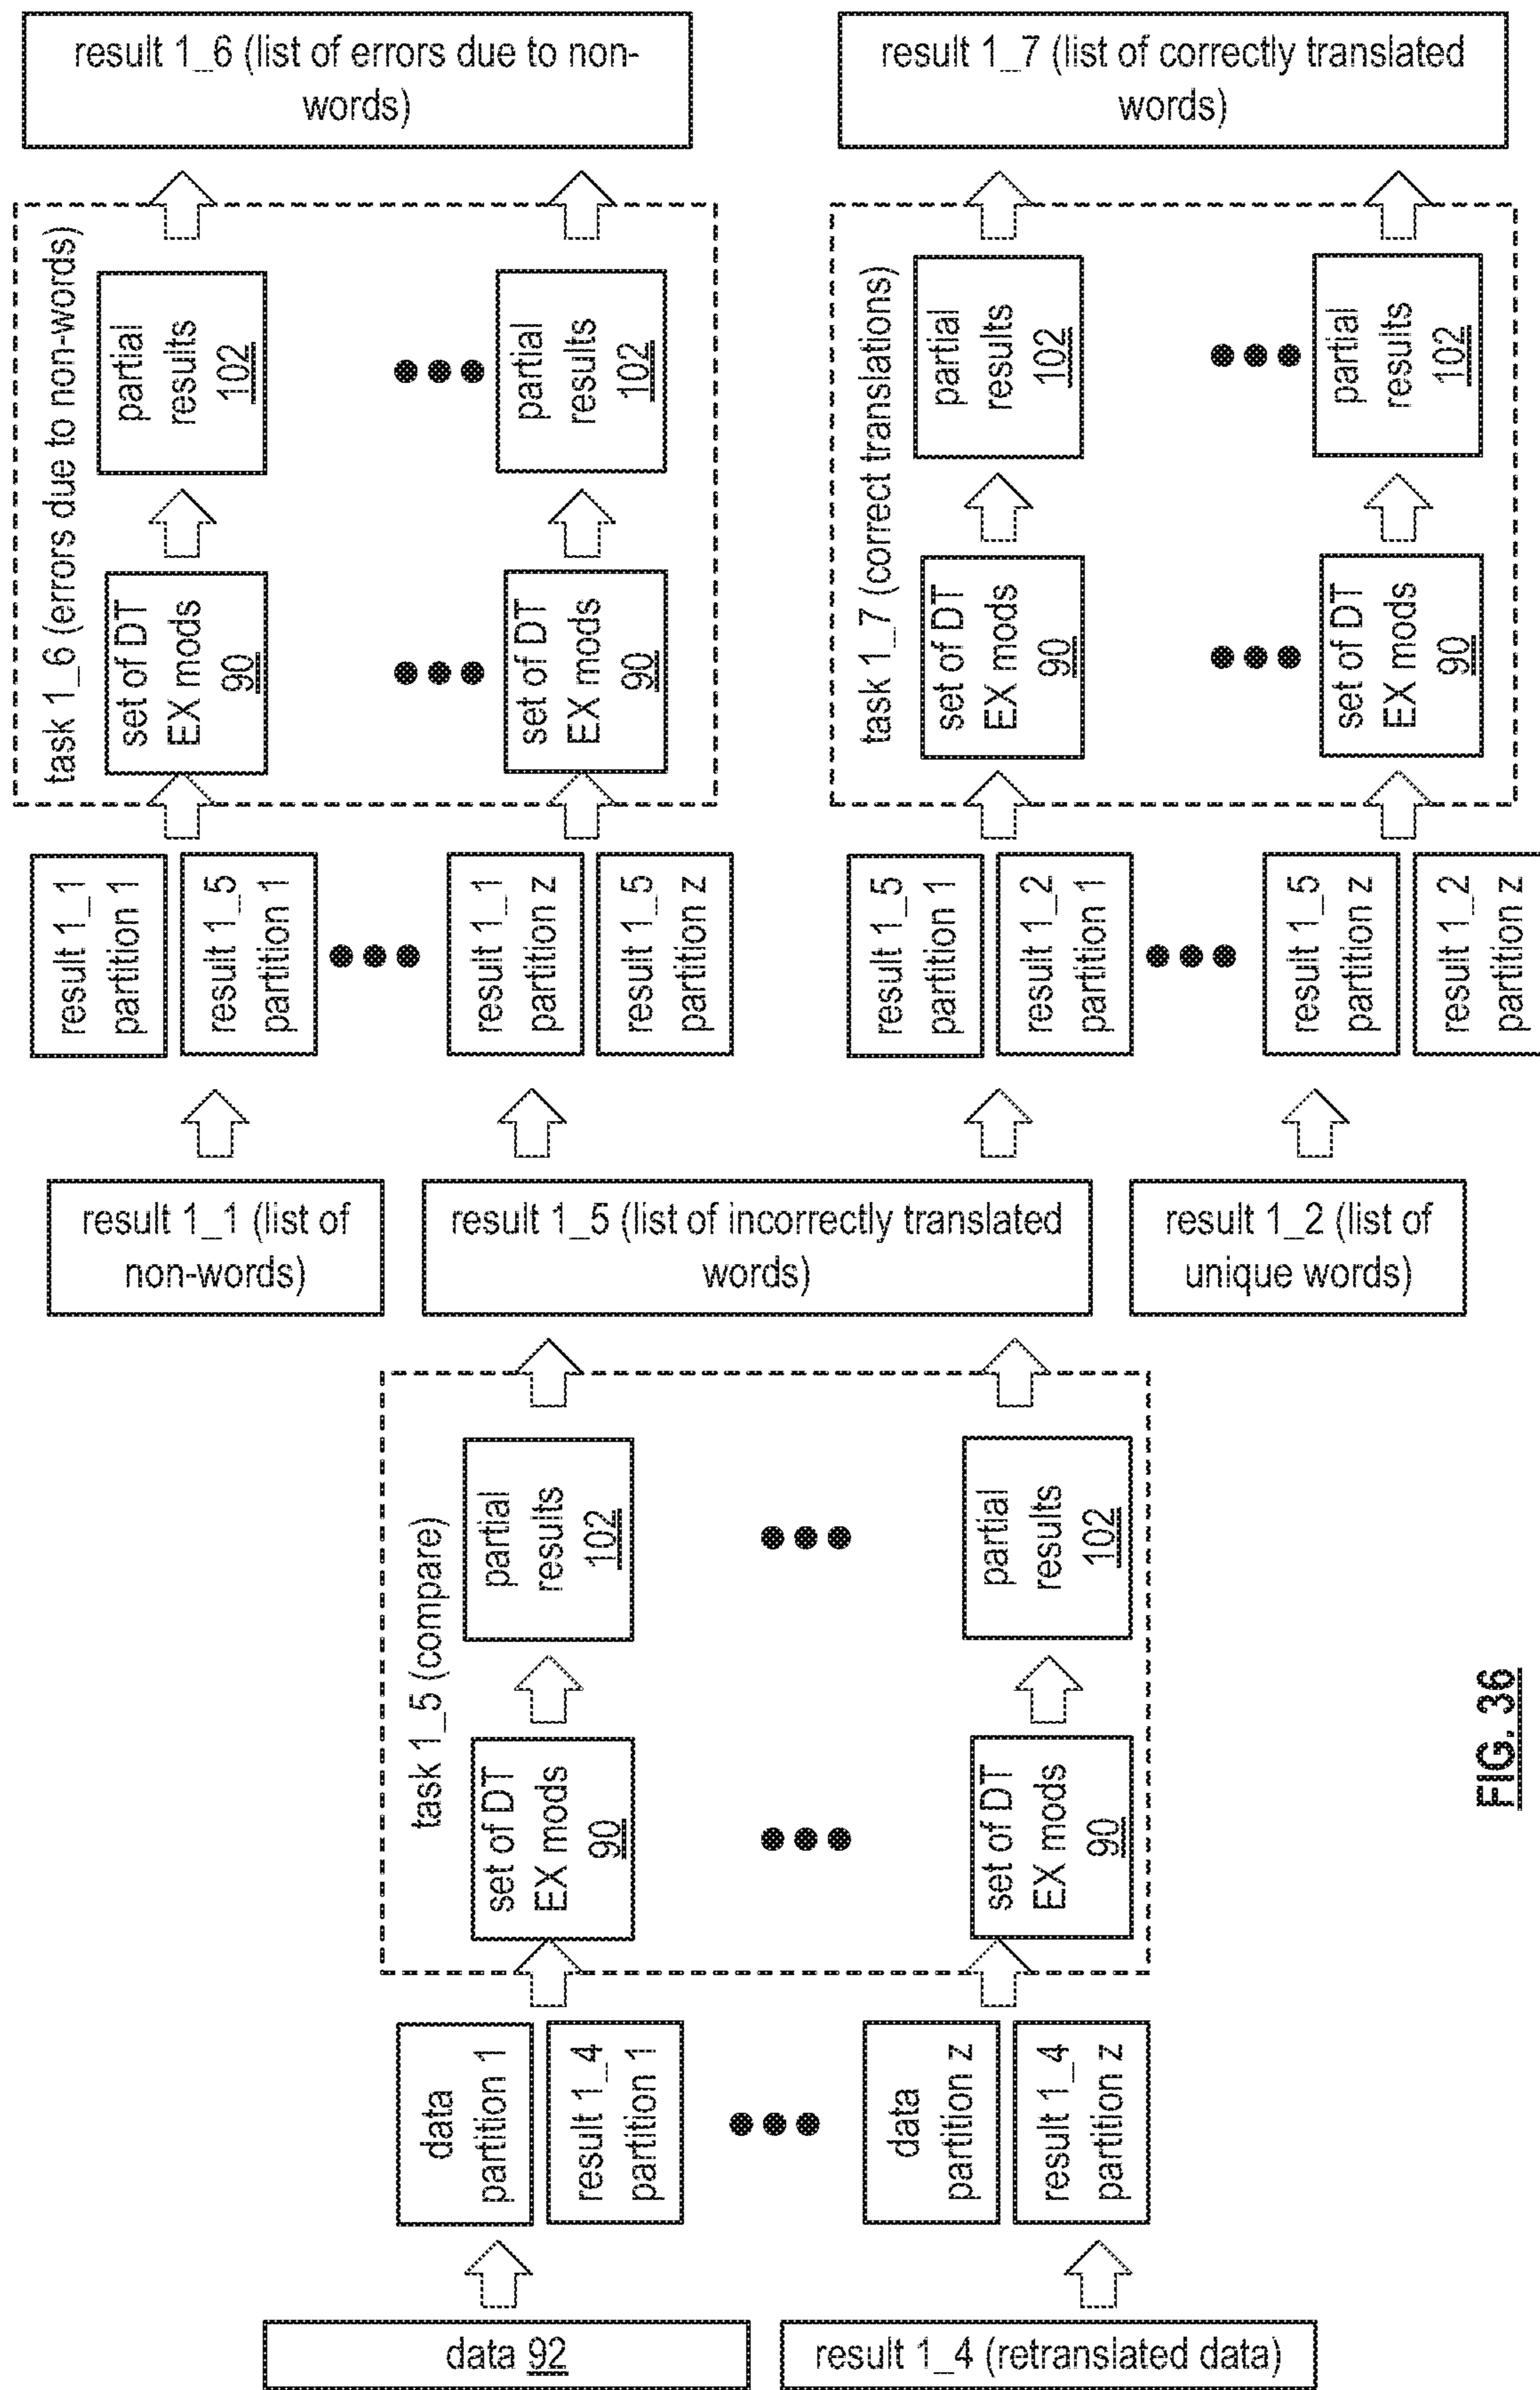 data 92
result 1_4 (retranslated data)
data
partition 1
result 1_4
partition 1
data
partition z
result 1_4
partition z
task 1_5 (compare)
set of DT
EX mods
90
partial
results
102
set of DT
EX mods
90
partial
results
102
result 1_1 (list of
non-words)
result 1_5 (list of incorrectly translated
words)
result 1_2 (list of
unique words)
result 1_1
partition 1
result 1_5
partition 1
result 1_1
partition z
result 1_5
partition z
result 1_5
partition 1
result 1_2
partition 1
result 1_5
partition z
result 1_2
partition z
task 1_6 (errors due to non-words)
set of DT
EX mods
90
partial
results
102
set of DT
EX mods
90
partial
results
102
task 1_7 (correct translations)
set of DT
EX mods
90
partial
results
102
set of DT
EX mods
90
partial
results
102
result 1_6 (list of errors due to non-
words)
result 1_7 (list of correctly translated
words)
FIG. 36